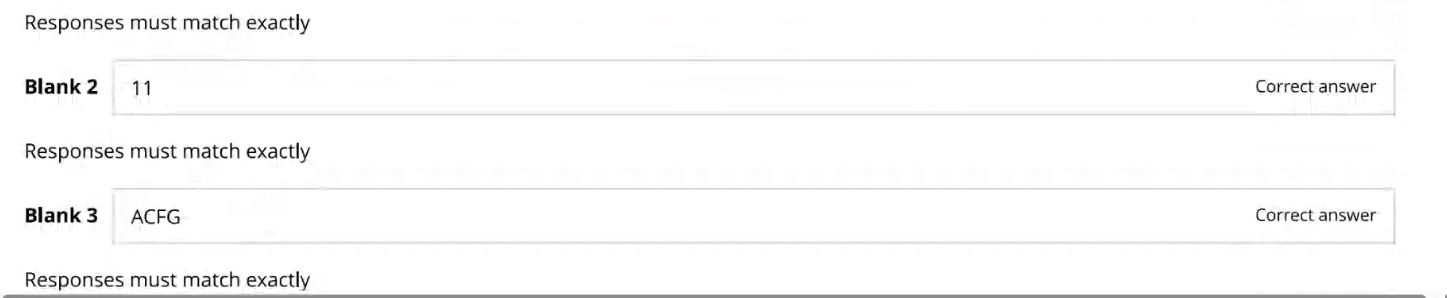 Responses must match exactly
Blank 2 11 Correct answer
Responses must match exactly
Blank 3 ACFG Correct answer
Responses must match exactly